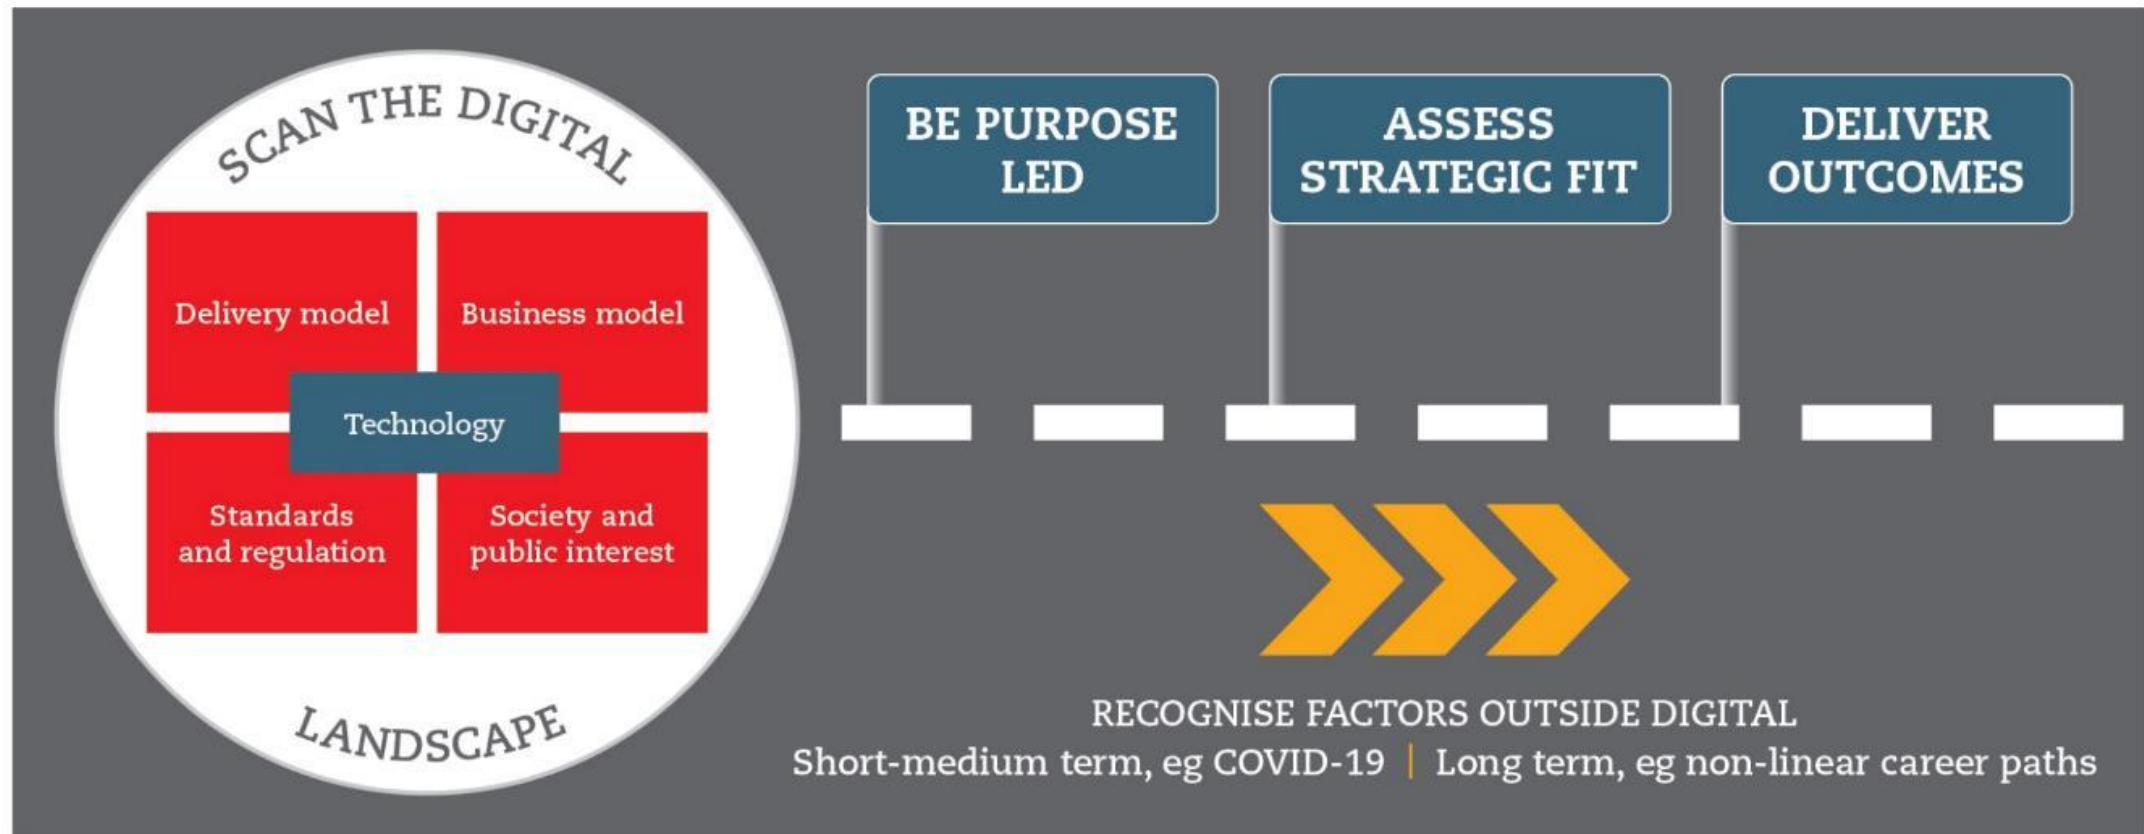 SCAN THE DIGITAL
Delivery model
Business model
Technology
Standards
and regulation
Society and
public interest
LANDSCAPE
BE PURPOSE
LED
ASSESS
STRATEGIC FIT
DELIVER
OUTCOMES
RECOGNISE FACTORS OUTSIDE DIGITAL
Short-medium term, eg COVID-19 | Long term, eg non-linear career paths